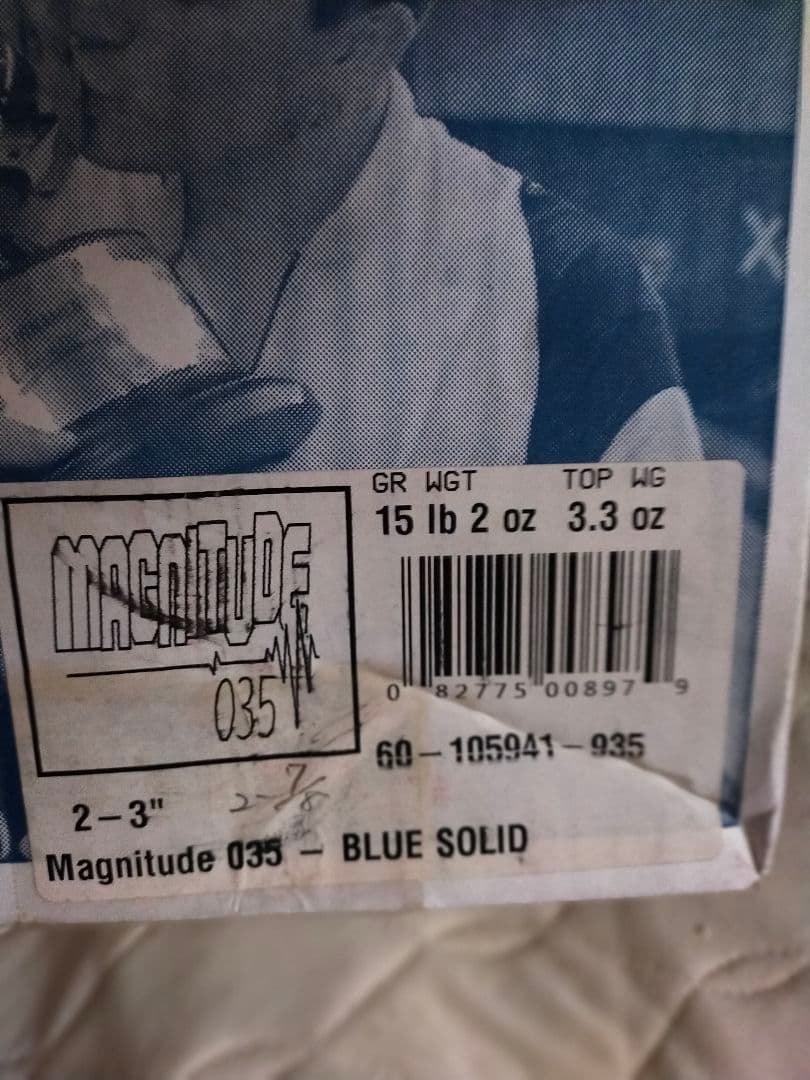 X
GR WGT TOP WG
15 lb 2 oz 3.3 oz
MAGNITUDE
035
0 82775 00897 9
60-105941-935
2-3" 2-7/8
Magnitude 035 - BLUE SOLID